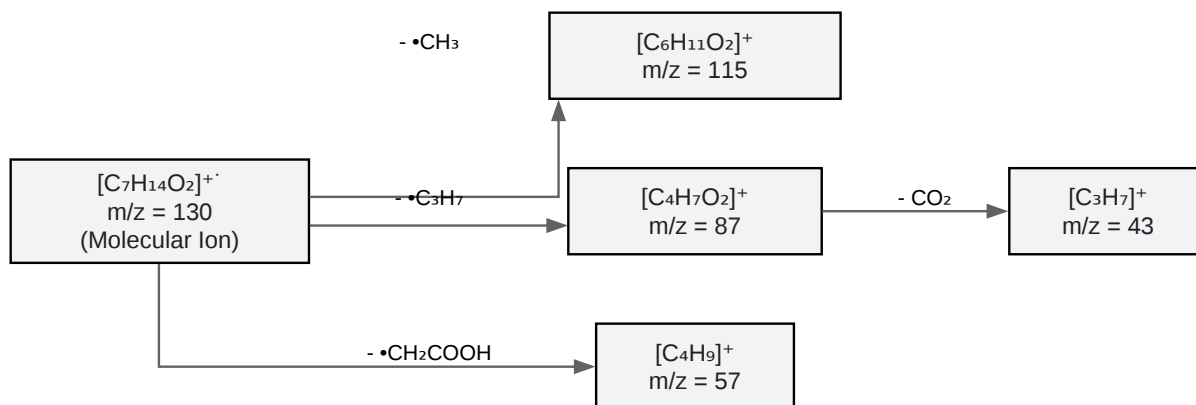 - •CH₃
[C₆H₁₁O₂]⁺
m/z = 115
[C₇H₁₄O₂]⁺˙
m/z = 130
(Molecular Ion)
- •C₃H₇
[C₄H₇O₂]⁺
m/z = 87
- CO₂
[C₃H₇]⁺
m/z = 43
- •CH₂COOH
[C₄H₉]⁺
m/z = 57